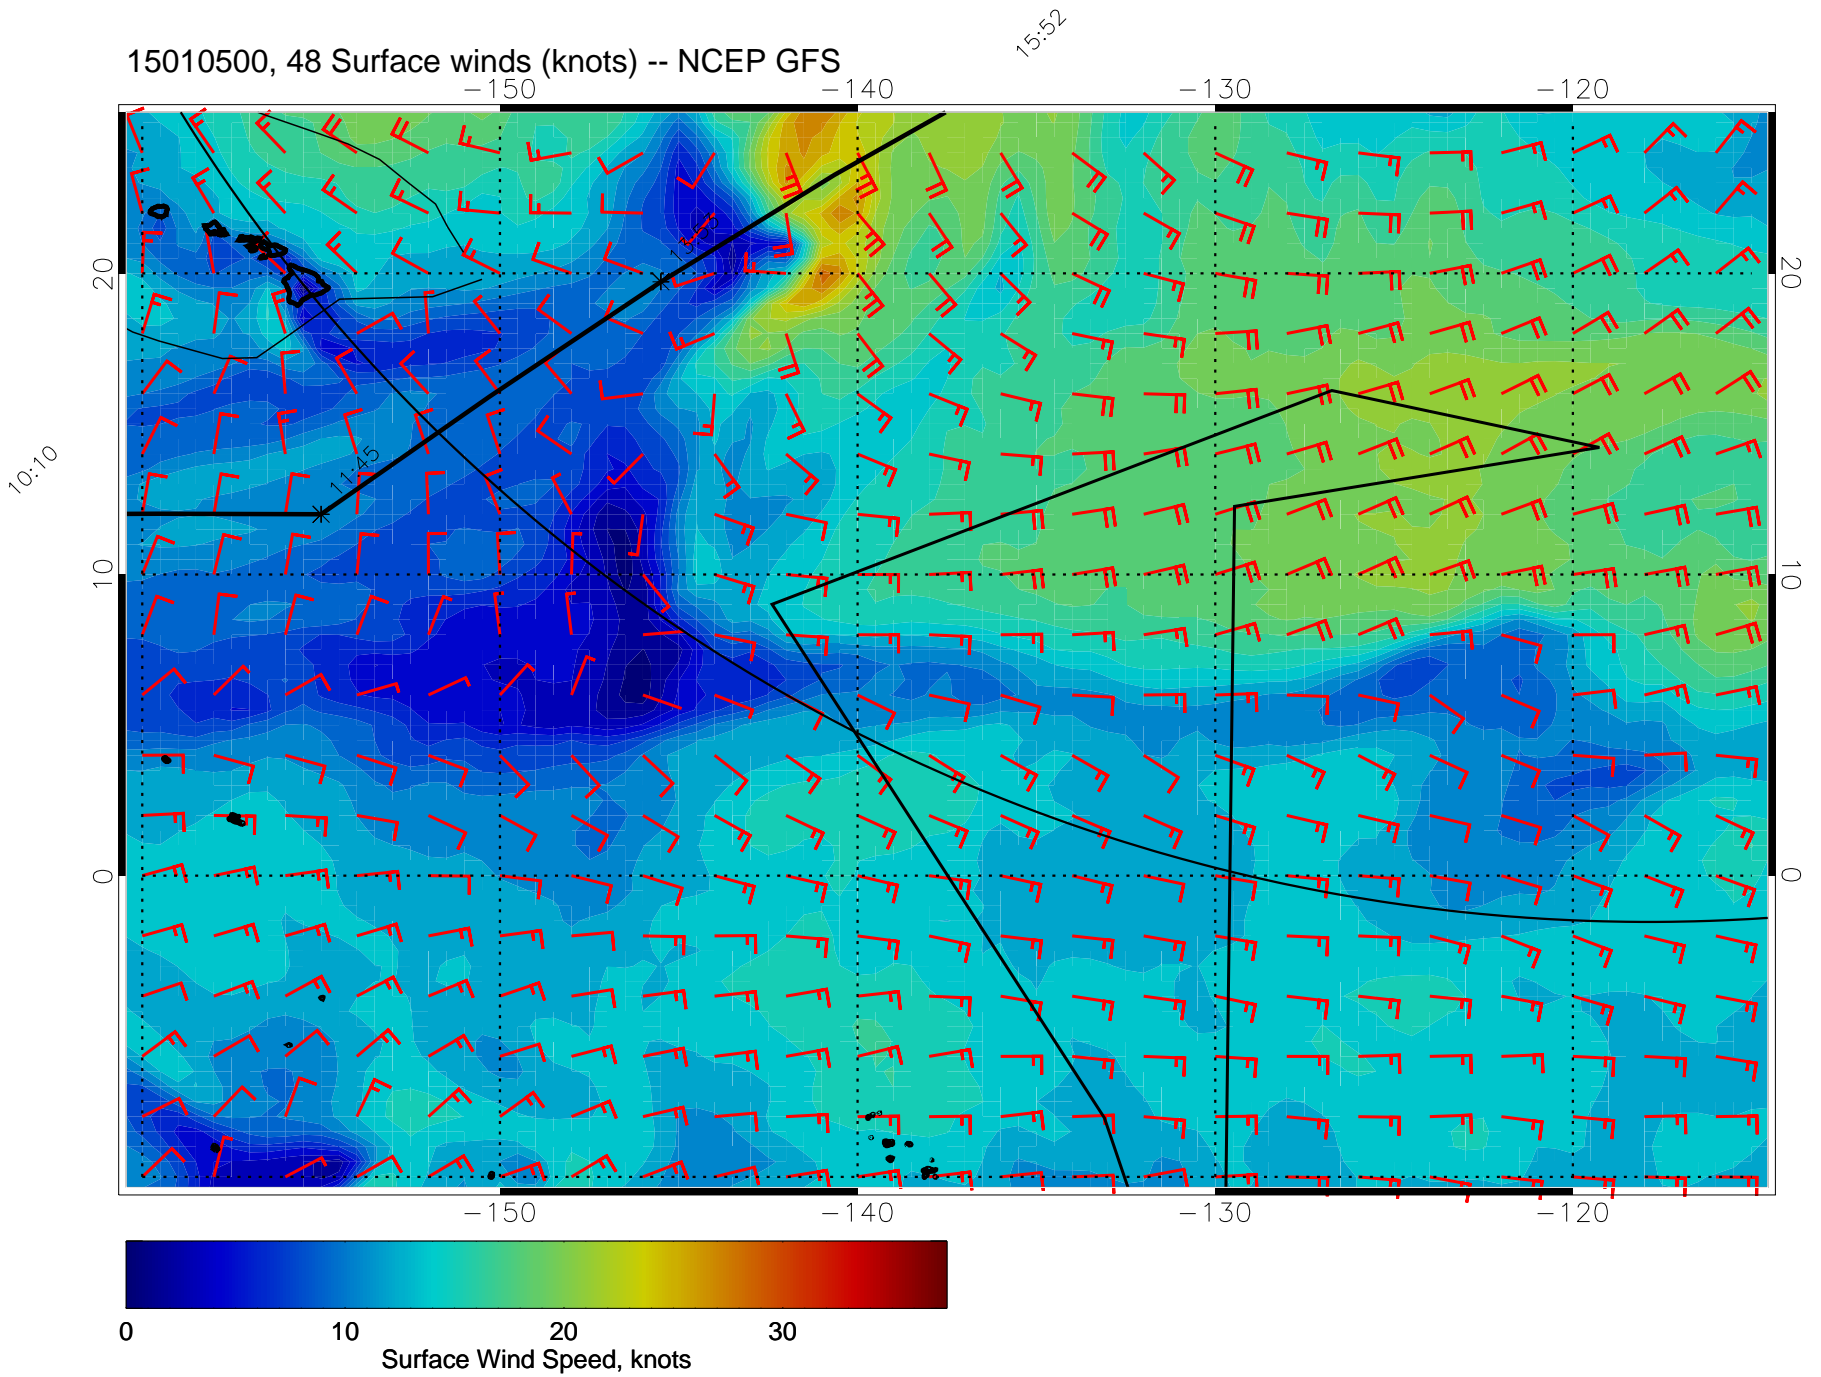 15:52
15010500, 48 Surface winds (knots) -- NCEP GFS
-150 -140 -130 -120
20 20
10:10
11:45
10 10
0 0
-150 -140 -130 -120
0 10 20 30
Surface Wind Speed, knots